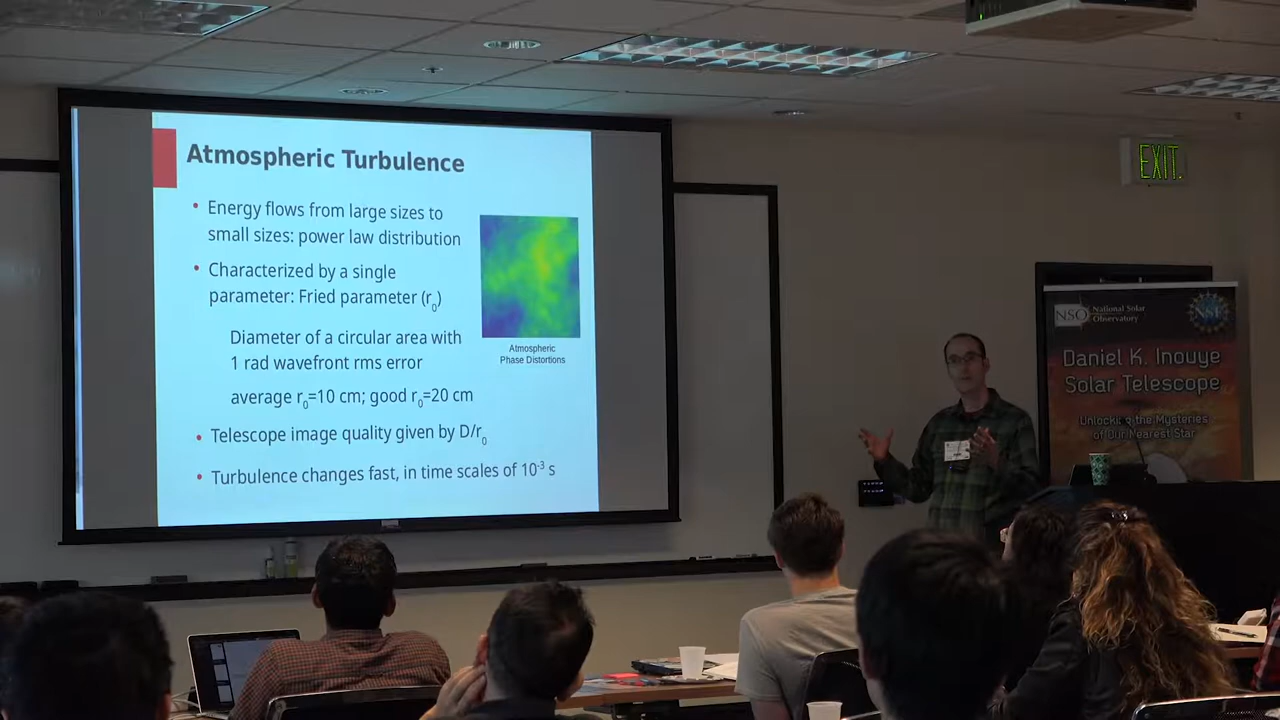 Atmospheric Turbulence
• Energy flows from large sizes to
small sizes: power law distribution
• Characterized by a single
parameter: Fried parameter (r₀)
Diameter of a circular area with
1 rad wavefront rms error
average r₀=10 cm; good r₀=20 cm
• Telescope image quality given by D/r₀
• Turbulence changes fast, in time scales of 10⁻³ s
Atmospheric
Phase Distortions
EXIT
NSO National Solar
Observatory
NSF
Daniel K. Inouye
Solar Telescope
Unlocking the Mysteries
of Our Nearest Star